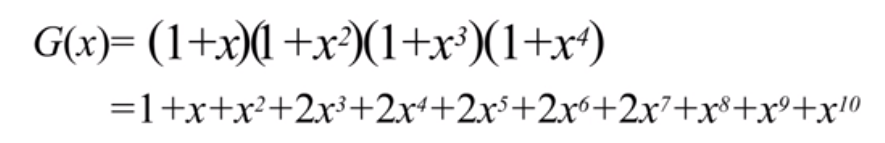 G(x)= (1+x)(1+x²)(1+x³)(1+x⁴)
=1+x+x²+2x³+2x⁴+2x⁵+2x⁶+2x⁷+x⁸+x⁹+x¹⁰